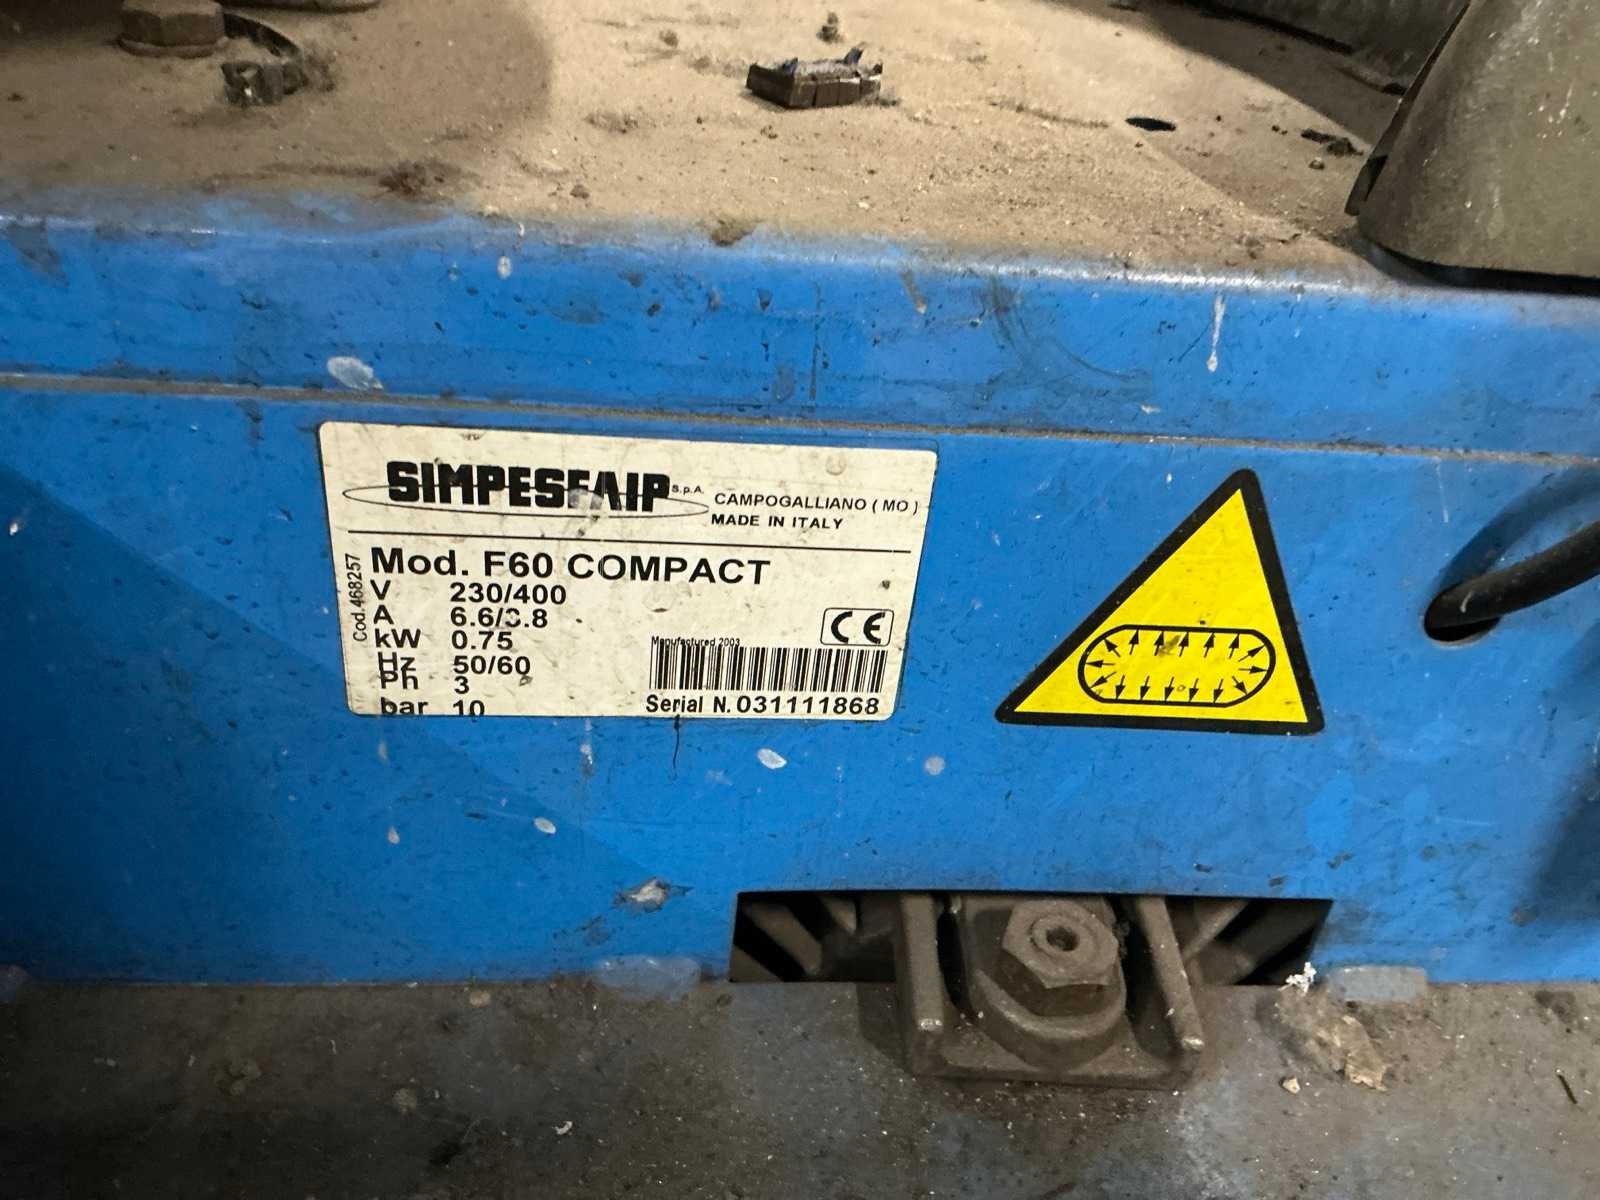 SIMPESFAIP S.p.A. CAMPOGALLIANO ( MO )
MADE IN ITALY
Cod.468257
Mod. F60 COMPACT
V 230/400
A 6.6/3.8
kW 0.75
Hz 50/60
Ph 3
bar 10
CE
Manufactured 2003
Serial N. 031111868